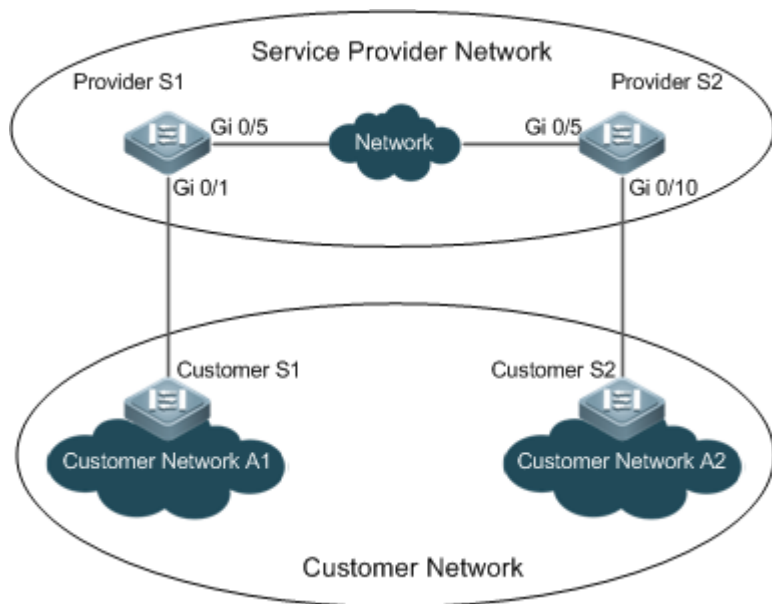 Service Provider Network
Provider S1
Provider S2
Gi 0/5
Network
Gi 0/5
Gi 0/1
Gi 0/10
Customer S1
Customer S2
Customer Network A1
Customer Network A2
Customer Network